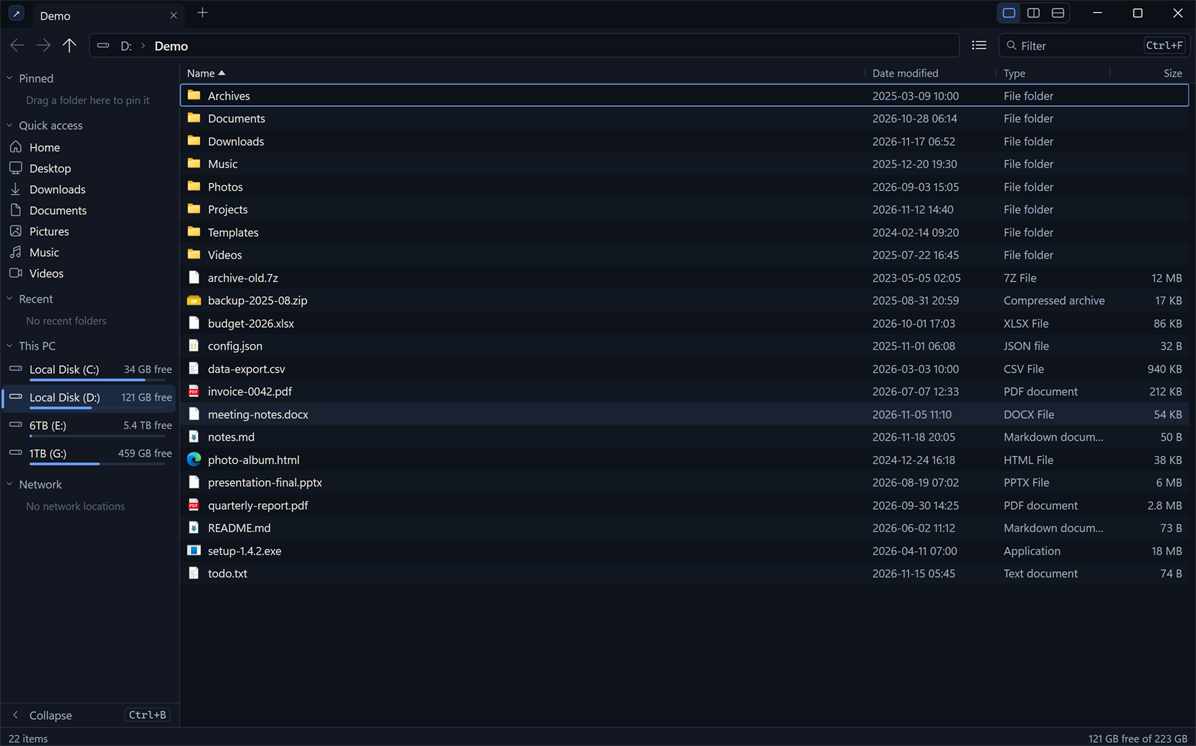 Demo
D: Demo
Filter Ctrl+F
Pinned
Drag a folder here to pin it
Quick access
Home
Desktop
Downloads
Documents
Pictures
Music
Videos
Recent
No recent folders
This PC
Local Disk (C:) 34 GB free
Local Disk (D:) 121 GB free
6TB (E:) 5.4 TB free
1TB (G:) 459 GB free
Network
No network locations
Collapse Ctrl+B
Name Date modified Type Size
Archives 2025-03-09 10:00 File folder
Documents 2026-10-28 06:14 File folder
Downloads 2026-11-17 06:52 File folder
Music 2025-12-20 19:30 File folder
Photos 2026-09-03 15:05 File folder
Projects 2026-11-12 14:40 File folder
Templates 2024-02-14 09:20 File folder
Videos 2025-07-22 16:45 File folder
archive-old.7z 2023-05-05 02:05 7Z File 12 MB
backup-2025-08.zip 2025-08-31 20:59 Compressed archive 17 KB
budget-2026.xlsx 2026-10-01 17:03 XLSX File 86 KB
config.json 2025-11-01 06:08 JSON file 32 B
data-export.csv 2026-03-03 10:00 CSV File 940 KB
invoice-0042.pdf 2026-07-07 12:33 PDF document 212 KB
meeting-notes.docx 2026-11-05 11:10 DOCX File 54 KB
notes.md 2026-11-18 20:05 Markdown docum... 50 B
photo-album.html 2024-12-24 16:18 HTML File 38 KB
presentation-final.pptx 2026-08-19 07:02 PPTX File 6 MB
quarterly-report.pdf 2026-09-30 14:25 PDF document 2.8 MB
README.md 2026-06-02 11:12 Markdown docum... 73 B
setup-1.4.2.exe 2026-04-11 07:00 Application 18 MB
todo.txt 2026-11-15 05:45 Text document 74 B
22 items
121 GB free of 223 GB